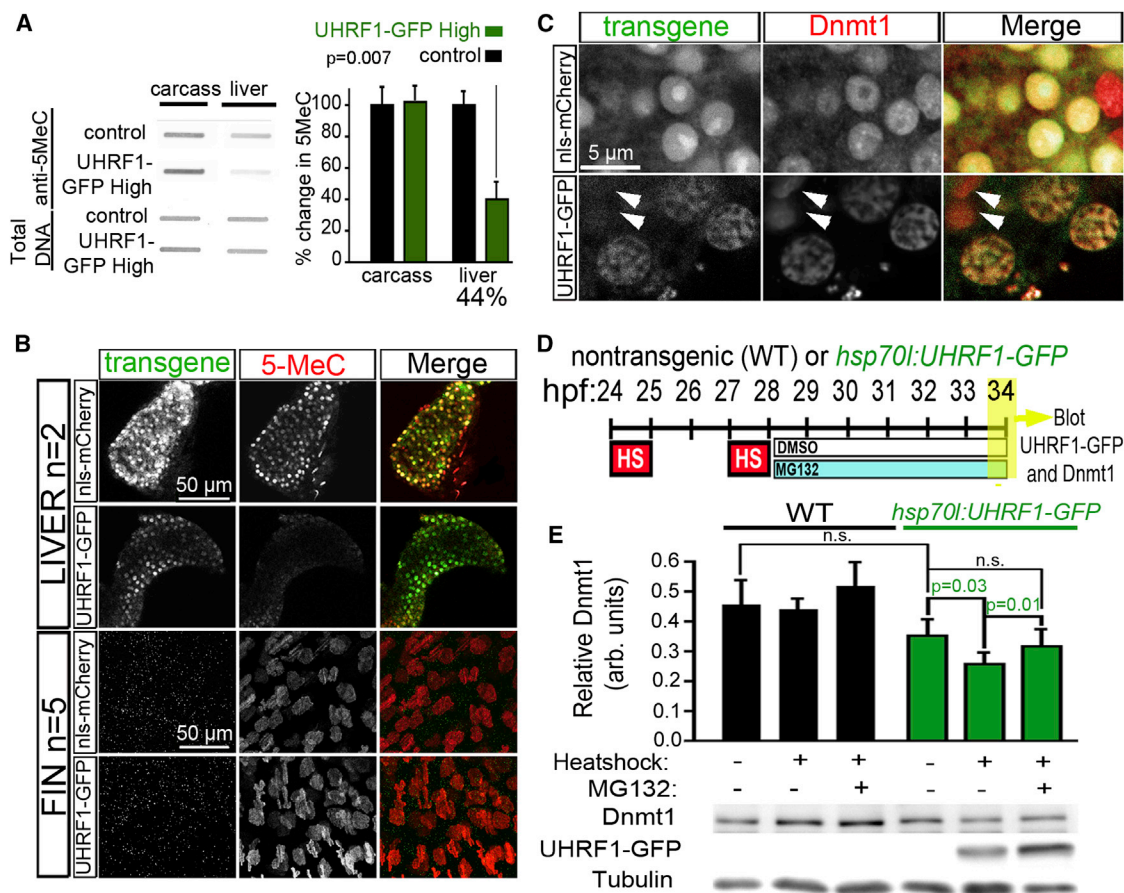 A
UHRF1-GFP High
p=0.007 control
carcass liver
anti-5MeC
control
UHRF1-
GFP High
Total
DNA
control
UHRF1-
GFP High
% change in 5MeC
100
80
60
40
20
0
carcass liver
44%
B
transgene 5-MeC Merge
LIVER n=2
nls-mCherry
50 µm
UHRF1-GFP
FIN n=5
nls-mCherry
50 µm
UHRF1-GFP
C
transgene Dnmt1 Merge
nls-mCherry
5 µm
UHRF1-GFP
D
nontransgenic (WT) or hsp70l:UHRF1-GFP
hpf:24 25 26 27 28 29 30 31 32 33 34
HS HS
DMSO
MG132
Blot
UHRF1-GFP
and Dnmt1
E
WT hsp70l:UHRF1-GFP
n.s.
n.s.
p=0.03
p=0.01
Relative Dnmt1
(arb. units)
0.6
0.5
0.4
0.3
0.2
0.1
0.0
Heatshock: - + + - + +
MG132: - - + - - +
Dnmt1
UHRF1-GFP
Tubulin